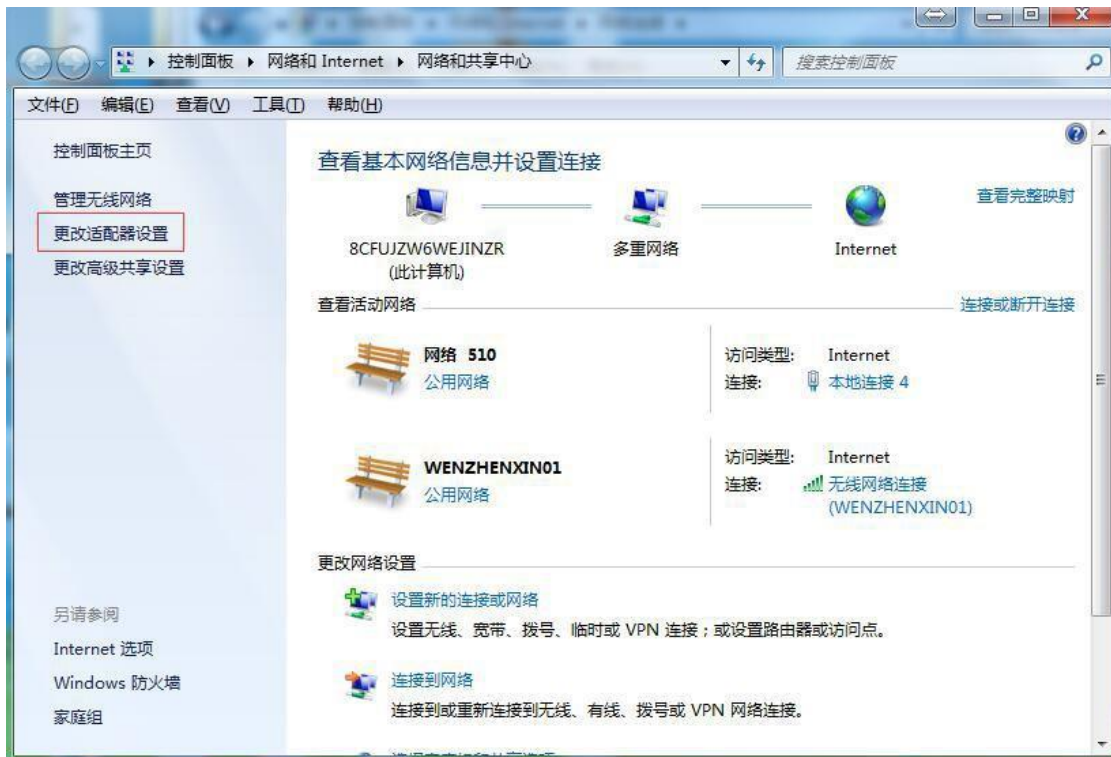 控制面板 ▸ 网络和 Internet ▸ 网络和共享中心
搜索控制面板
文件(F) 编辑(E) 查看(V) 工具(T) 帮助(H)
控制面板主页
管理无线网络
更改适配器设置
更改高级共享设置
查看基本网络信息并设置连接
查看完整映射
8CFUJZW6WEJINZR
(此计算机)
多重网络
Internet
查看活动网络
连接或断开连接
网络 510
公用网络
访问类型: Internet
连接: 本地连接 4
WENZHENXIN01
公用网络
访问类型: Internet
连接: 无线网络连接
(WENZHENXIN01)
更改网络设置
设置新的连接或网络
设置无线、宽带、拨号、临时或 VPN 连接；或设置路由器或访问点。
连接到网络
连接到或重新连接到无线、有线、拨号或 VPN 网络连接。
另请参阅
Internet 选项
Windows 防火墙
家庭组